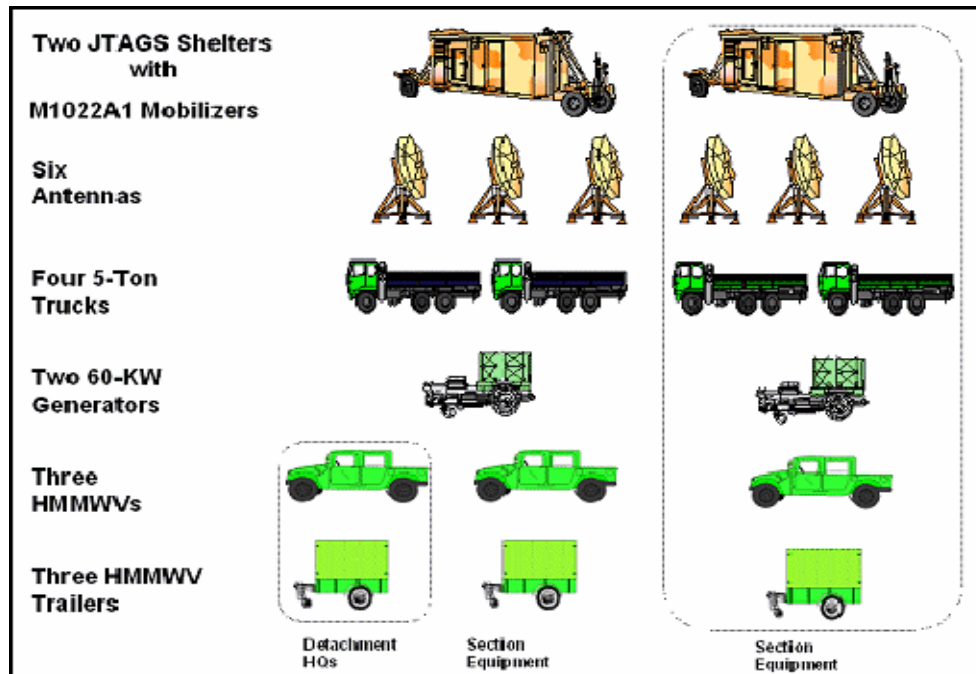 Two JTAGS Shelters
with
M1022A1 Mobilizers
Six
Antennas
Four 5-Ton
Trucks
Two 60-KW
Generators
Three
HMMWVs
Three HMMWV
Trailers
Detachment
HQs
Section
Equipment
Section
Equipment